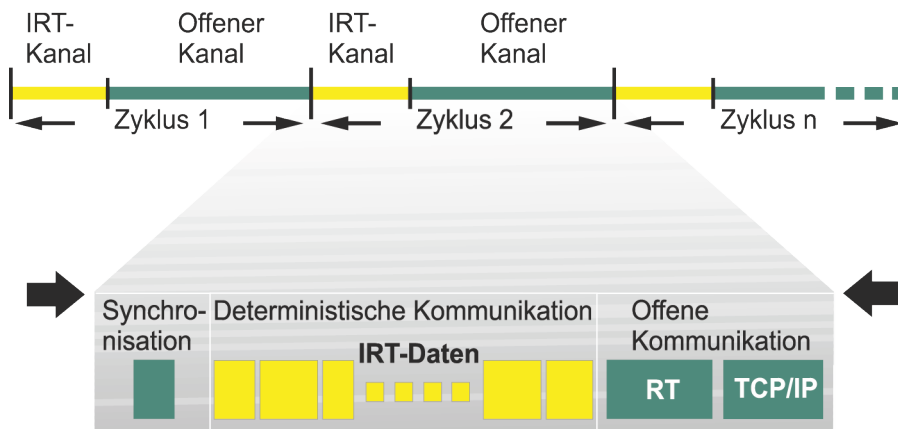 IRT-
Kanal
Offener
Kanal
IRT-
Kanal
Offener
Kanal
Zyklus 1
Zyklus 2
Zyklus n
Synchro-
nisation
Deterministische Kommunikation
IRT-Daten
Offene
Kommunikation
RT
TCP/IP